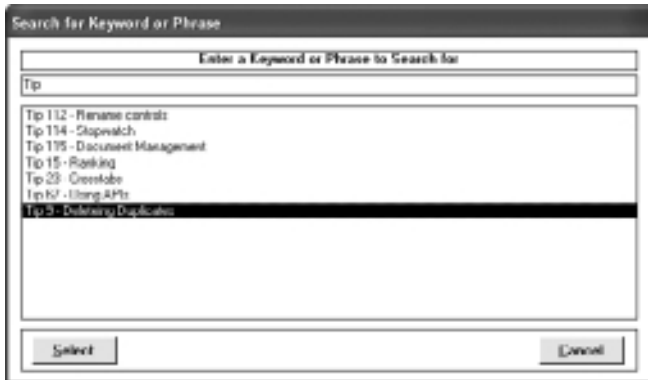 Search for Keyword or Phrase
Enter a Keyword or Phrase to Search for
Tip
Tip 112 - Rename controls
Tip 114 - Stopwatch
Tip 115 - Document Management
Tip 15 - Ranking
Tip 23 - Crosstabs
Tip 67 - Using APIs
Tip 9 - Deleting Duplicates
Select
Cancel